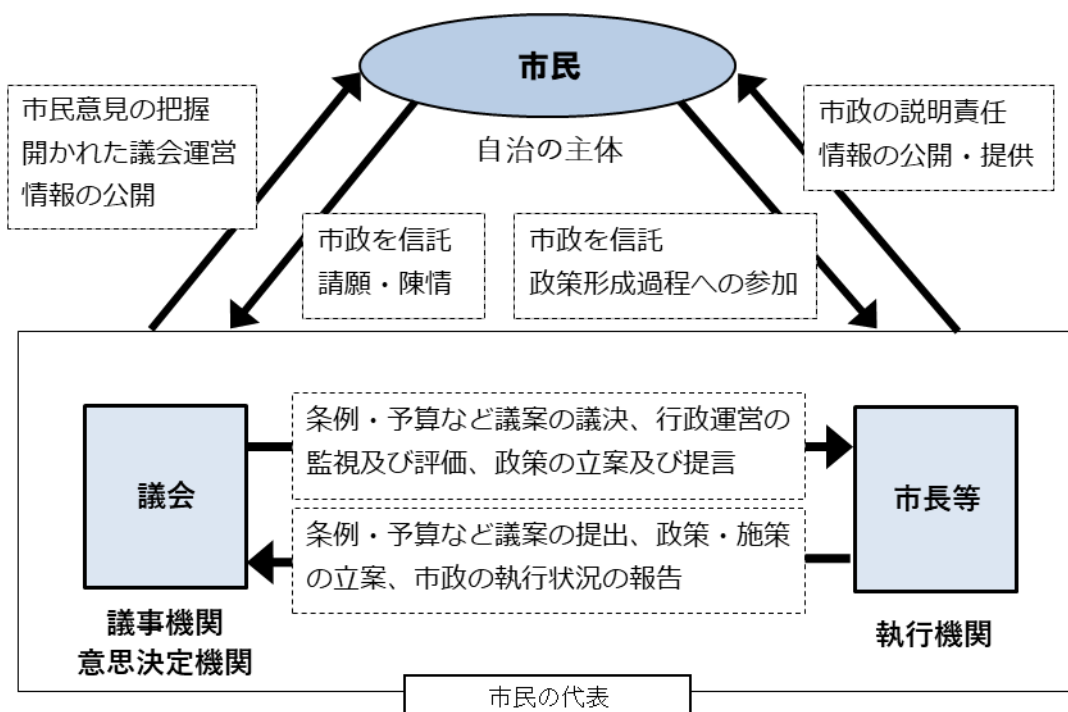 市民
自治の主体
市民意見の把握
開かれた議会運営
情報の公開
市政の説明責任
情報の公開・提供
市政を信託
請願・陳情
市政を信託
政策形成過程への参加
条例・予算など議案の議決、行政運営の
監視及び評価、政策の立案及び提言
議会
市長等
条例・予算など議案の提出、政策・施策
の立案、市政の執行状況の報告
議事機関
意思決定機関
執行機関
市民の代表